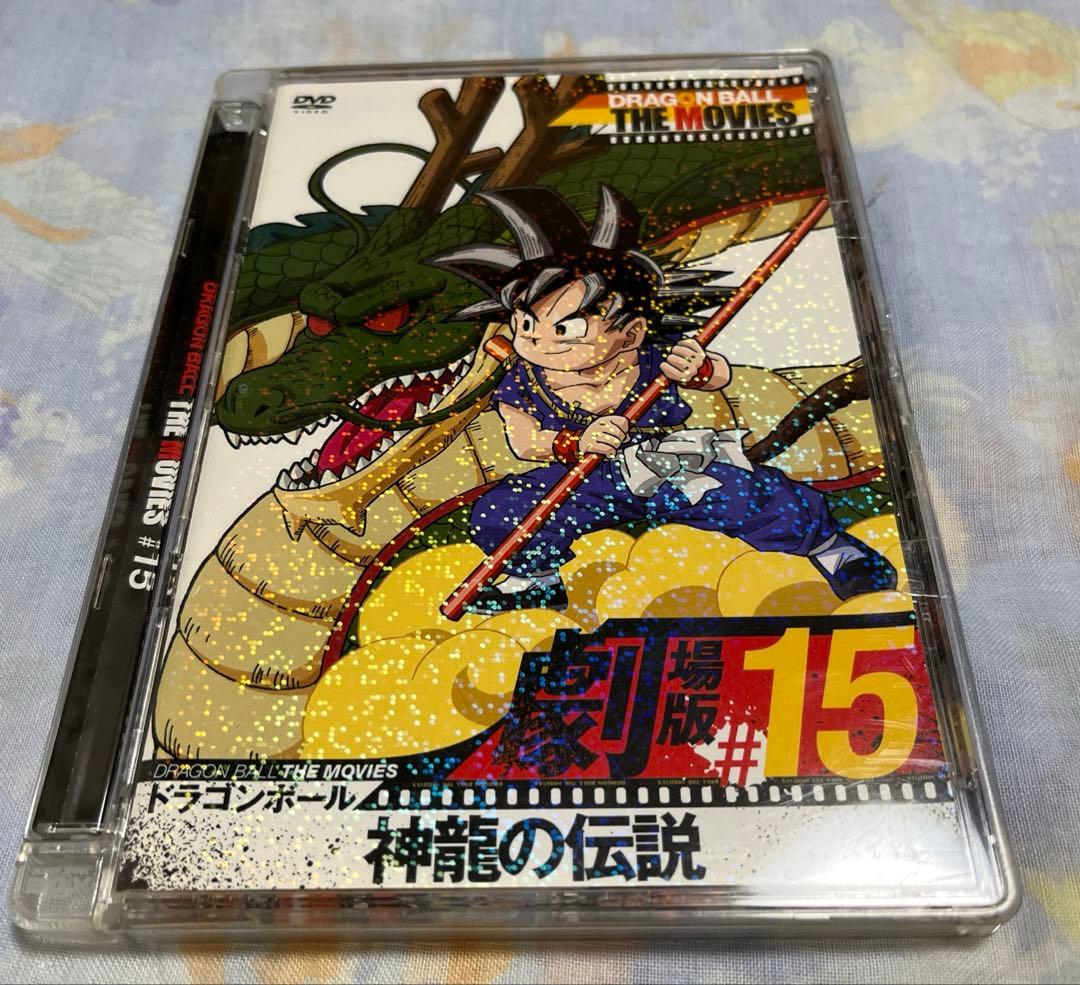 DVD
VIDEO
DRAGON BALL
THE MOVIES
DRAGON BALL THE MOVIES #15
劇場版 #15
DRAGON BALL THE MOVIES
ドラゴンボール
神龍の伝説